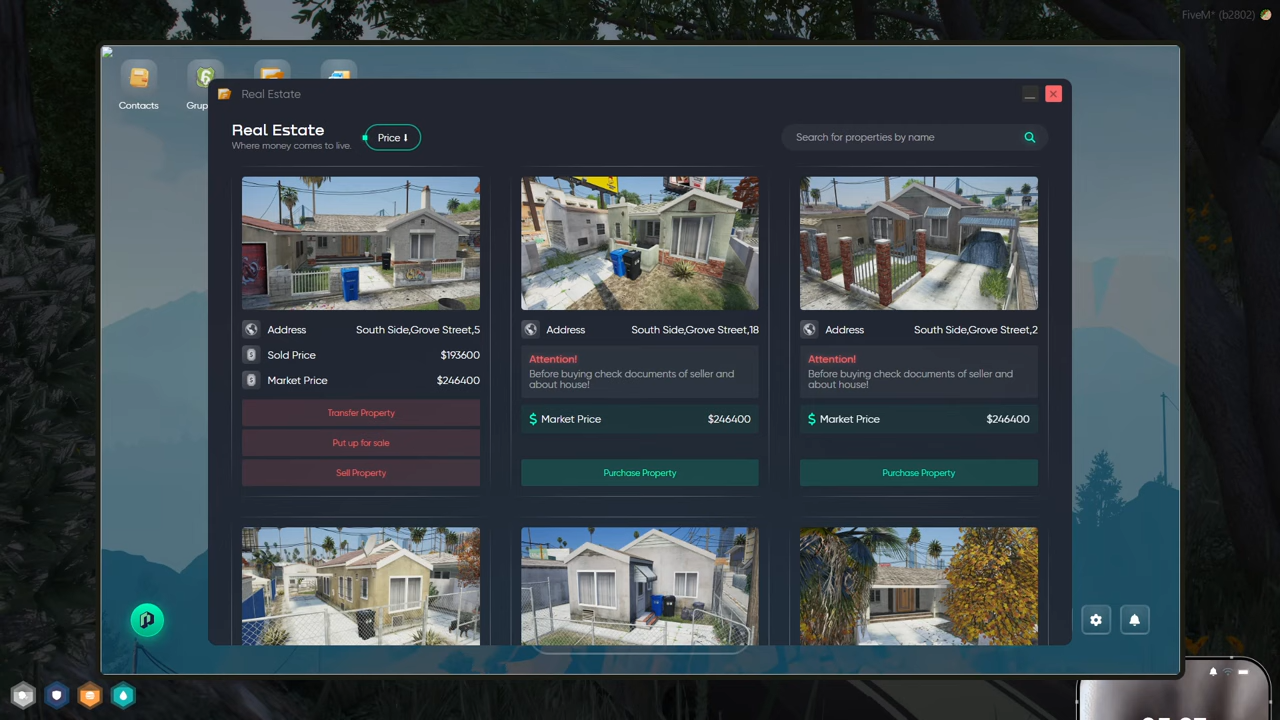 FiveM* (b2802)
Contacts
Grup
Real Estate
Real Estate
Where money comes to live.
Price
Search for properties by name
Address South Side,Grove Street,5
Sold Price $193600
Market Price $246400
Transfer Property
Put up for sale
Sell Property
Address South Side,Grove Street,18
Attention!
Before buying check documents of seller and
about house!
$ Market Price $246400
Purchase Property
Address South Side,Grove Street,2
Attention!
Before buying check documents of seller and
about house!
$ Market Price $246400
Purchase Property